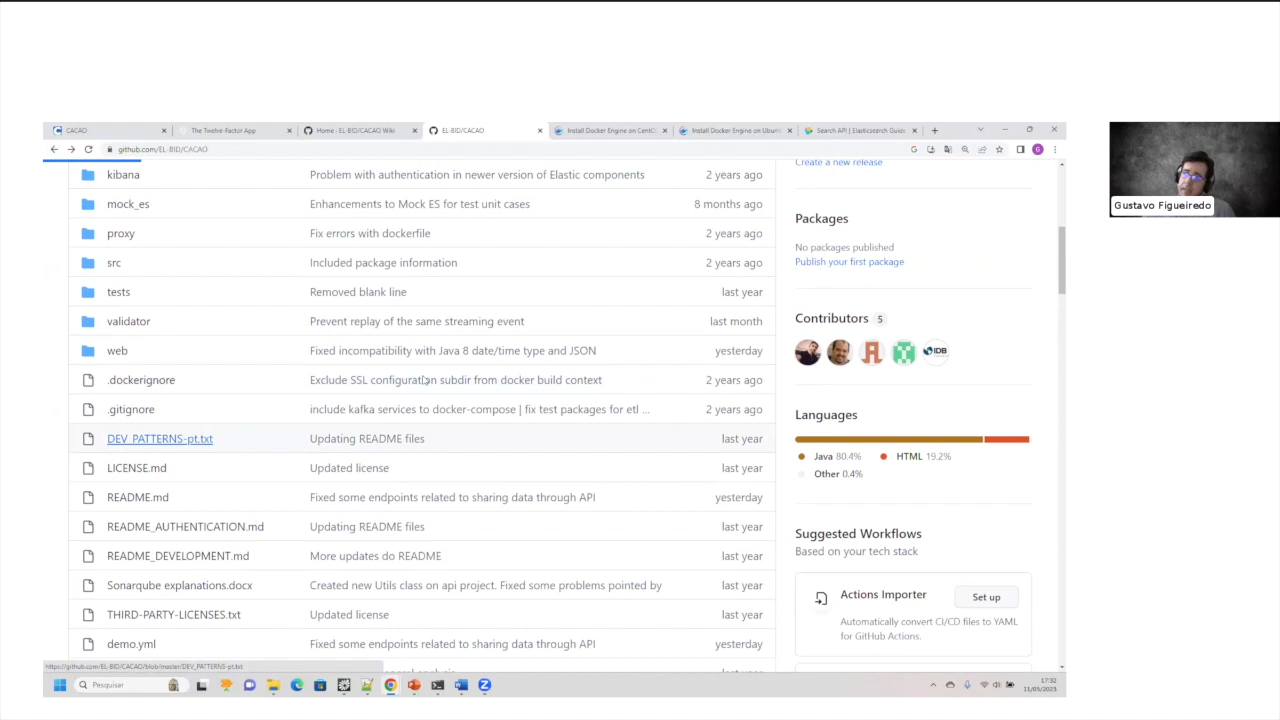 CACAO
The Twelve-Factor App
Home · EL-BID/CACAO Wiki
EL-BID/CACAO
Install Docker Engine on CentO
Install Docker Engine on Ubuntu
Search API | Elasticsearch Guide
github.com/EL-BID/CACAO
G
kibana Problem with authentication in newer version of Elastic components 2 years ago
mock_es Enhancements to Mock ES for test unit cases 8 months ago
proxy Fix errors with dockerfile 2 years ago
src Included package information 2 years ago
tests Removed blank line last year
validator Prevent replay of the same streaming event last month
web Fixed incompatibility with Java 8 date/time type and JSON yesterday
.dockerignore Exclude SSL configuration subdir from docker build context 2 years ago
.gitignore include kafka services to docker-compose | fix test packages for etl ... 2 years ago
DEV_PATTERNS-pt.txt Updating README files last year
LICENSE.md Updated license last year
README.md Fixed some endpoints related to sharing data through API yesterday
README_AUTHENTICATION.md Updating README files last year
README_DEVELOPMENT.md More updates do README last year
Sonarqube explanations.docx Created new Utils class on api project. Fixed some problems pointed by last year
THIRD-PARTY-LICENSES.txt Updated license last year
demo.yml Fixed some endpoints related to sharing data through API yesterday
Create a new release
Packages
No packages published
Publish your first package
Contributors 5
IDB
Languages
Java 80.4% HTML 19.2%
Other 0.4%
Suggested Workflows
Based on your tech stack
Actions Importer
Set up
Automatically convert CI/CD files to YAML
for GitHub Actions.
https://github.com/EL-BID/CACAO/blob/master/DEV_PATTERNS-pt.txt
Pesquisar
17:32
11/05/2023
Gustavo Figueiredo